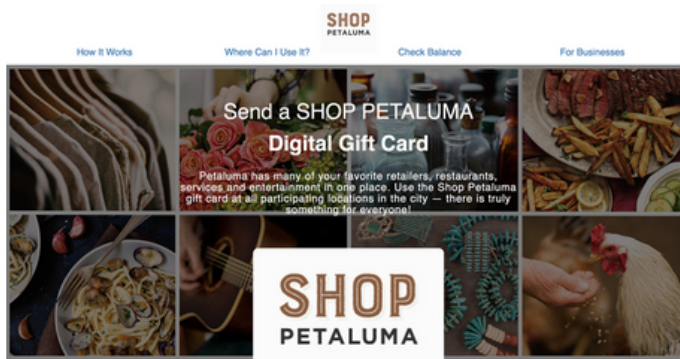 SHOP
PETALUMA
How It Works
Where Can I Use It?
Check Balance
For Businesses
Send a SHOP PETALUMA
Digital Gift Card
Petaluma has many of your favorite retailers, restaurants,
services and entertainment in one place. Use the Shop Petaluma
gift card at all participating locations in the city — there is truly
something for everyone!
SHOP
PETALUMA